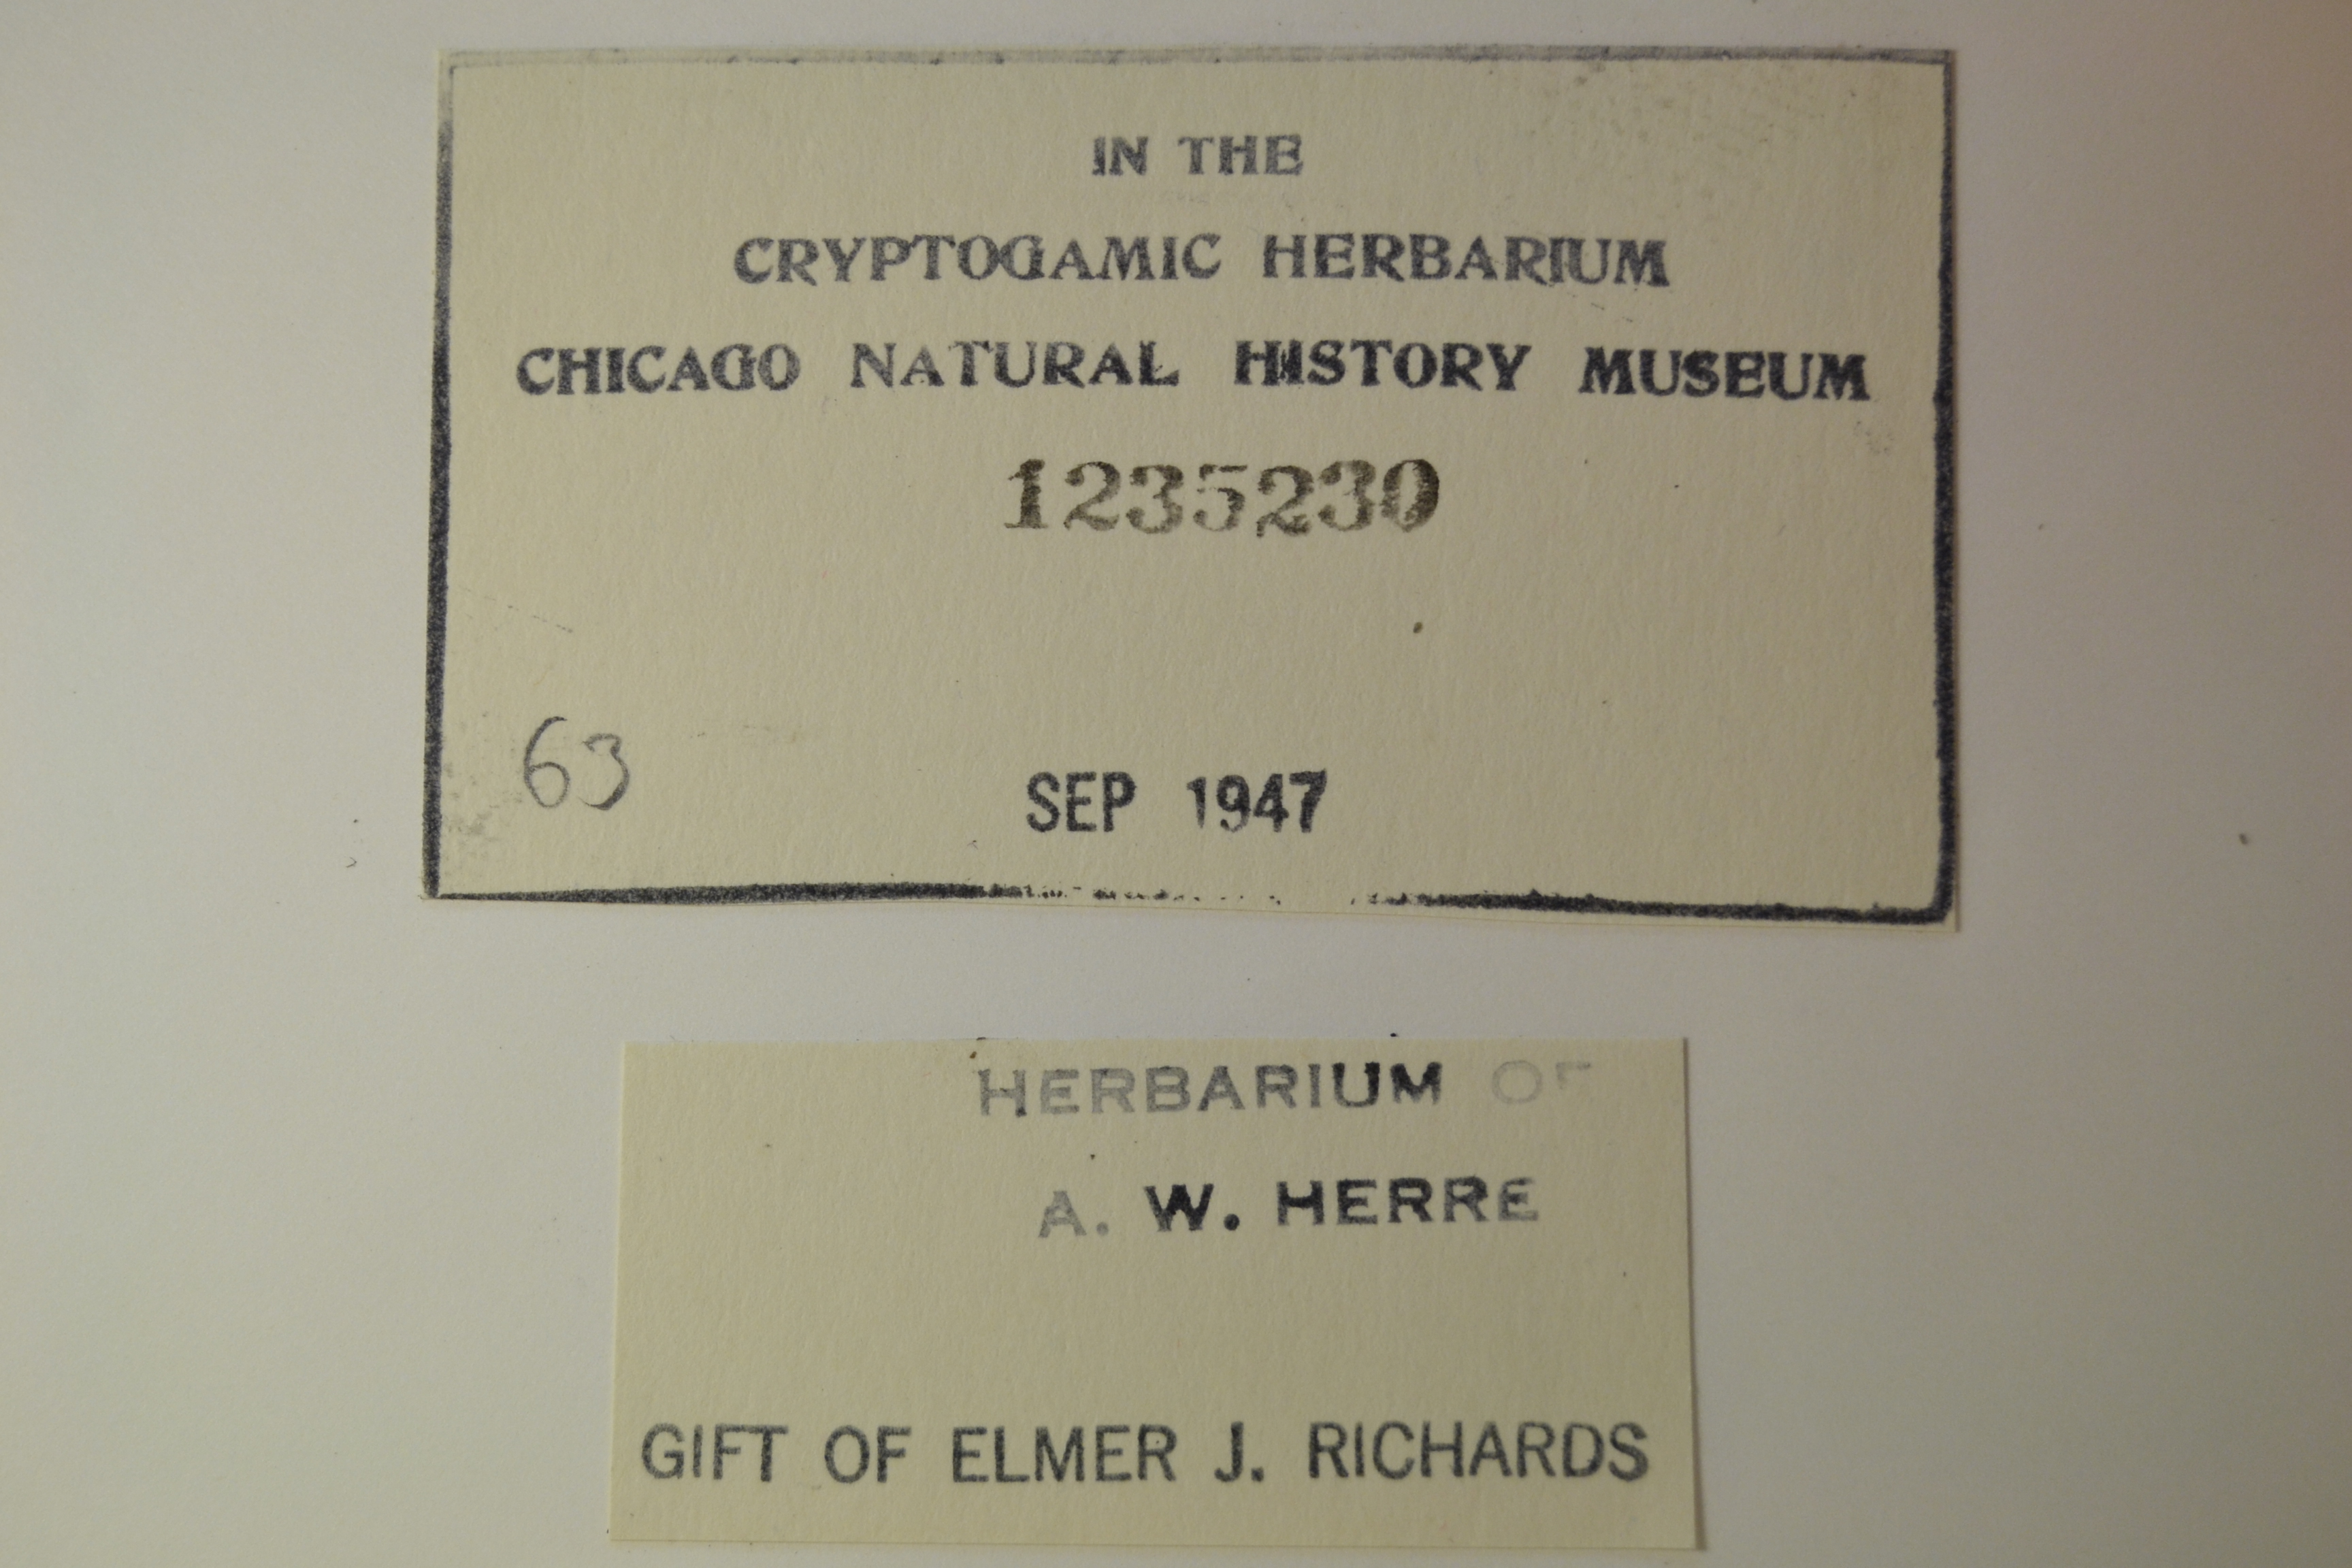 IN THE
CRYPTOGAMIC HERBARIUM
CHICAGO NATURAL HISTORY MUSEUM
1235230
63
SEP 1947
HERBARIUM OF
A. W. HERRE
GIFT OF ELMER J. RICHARDS